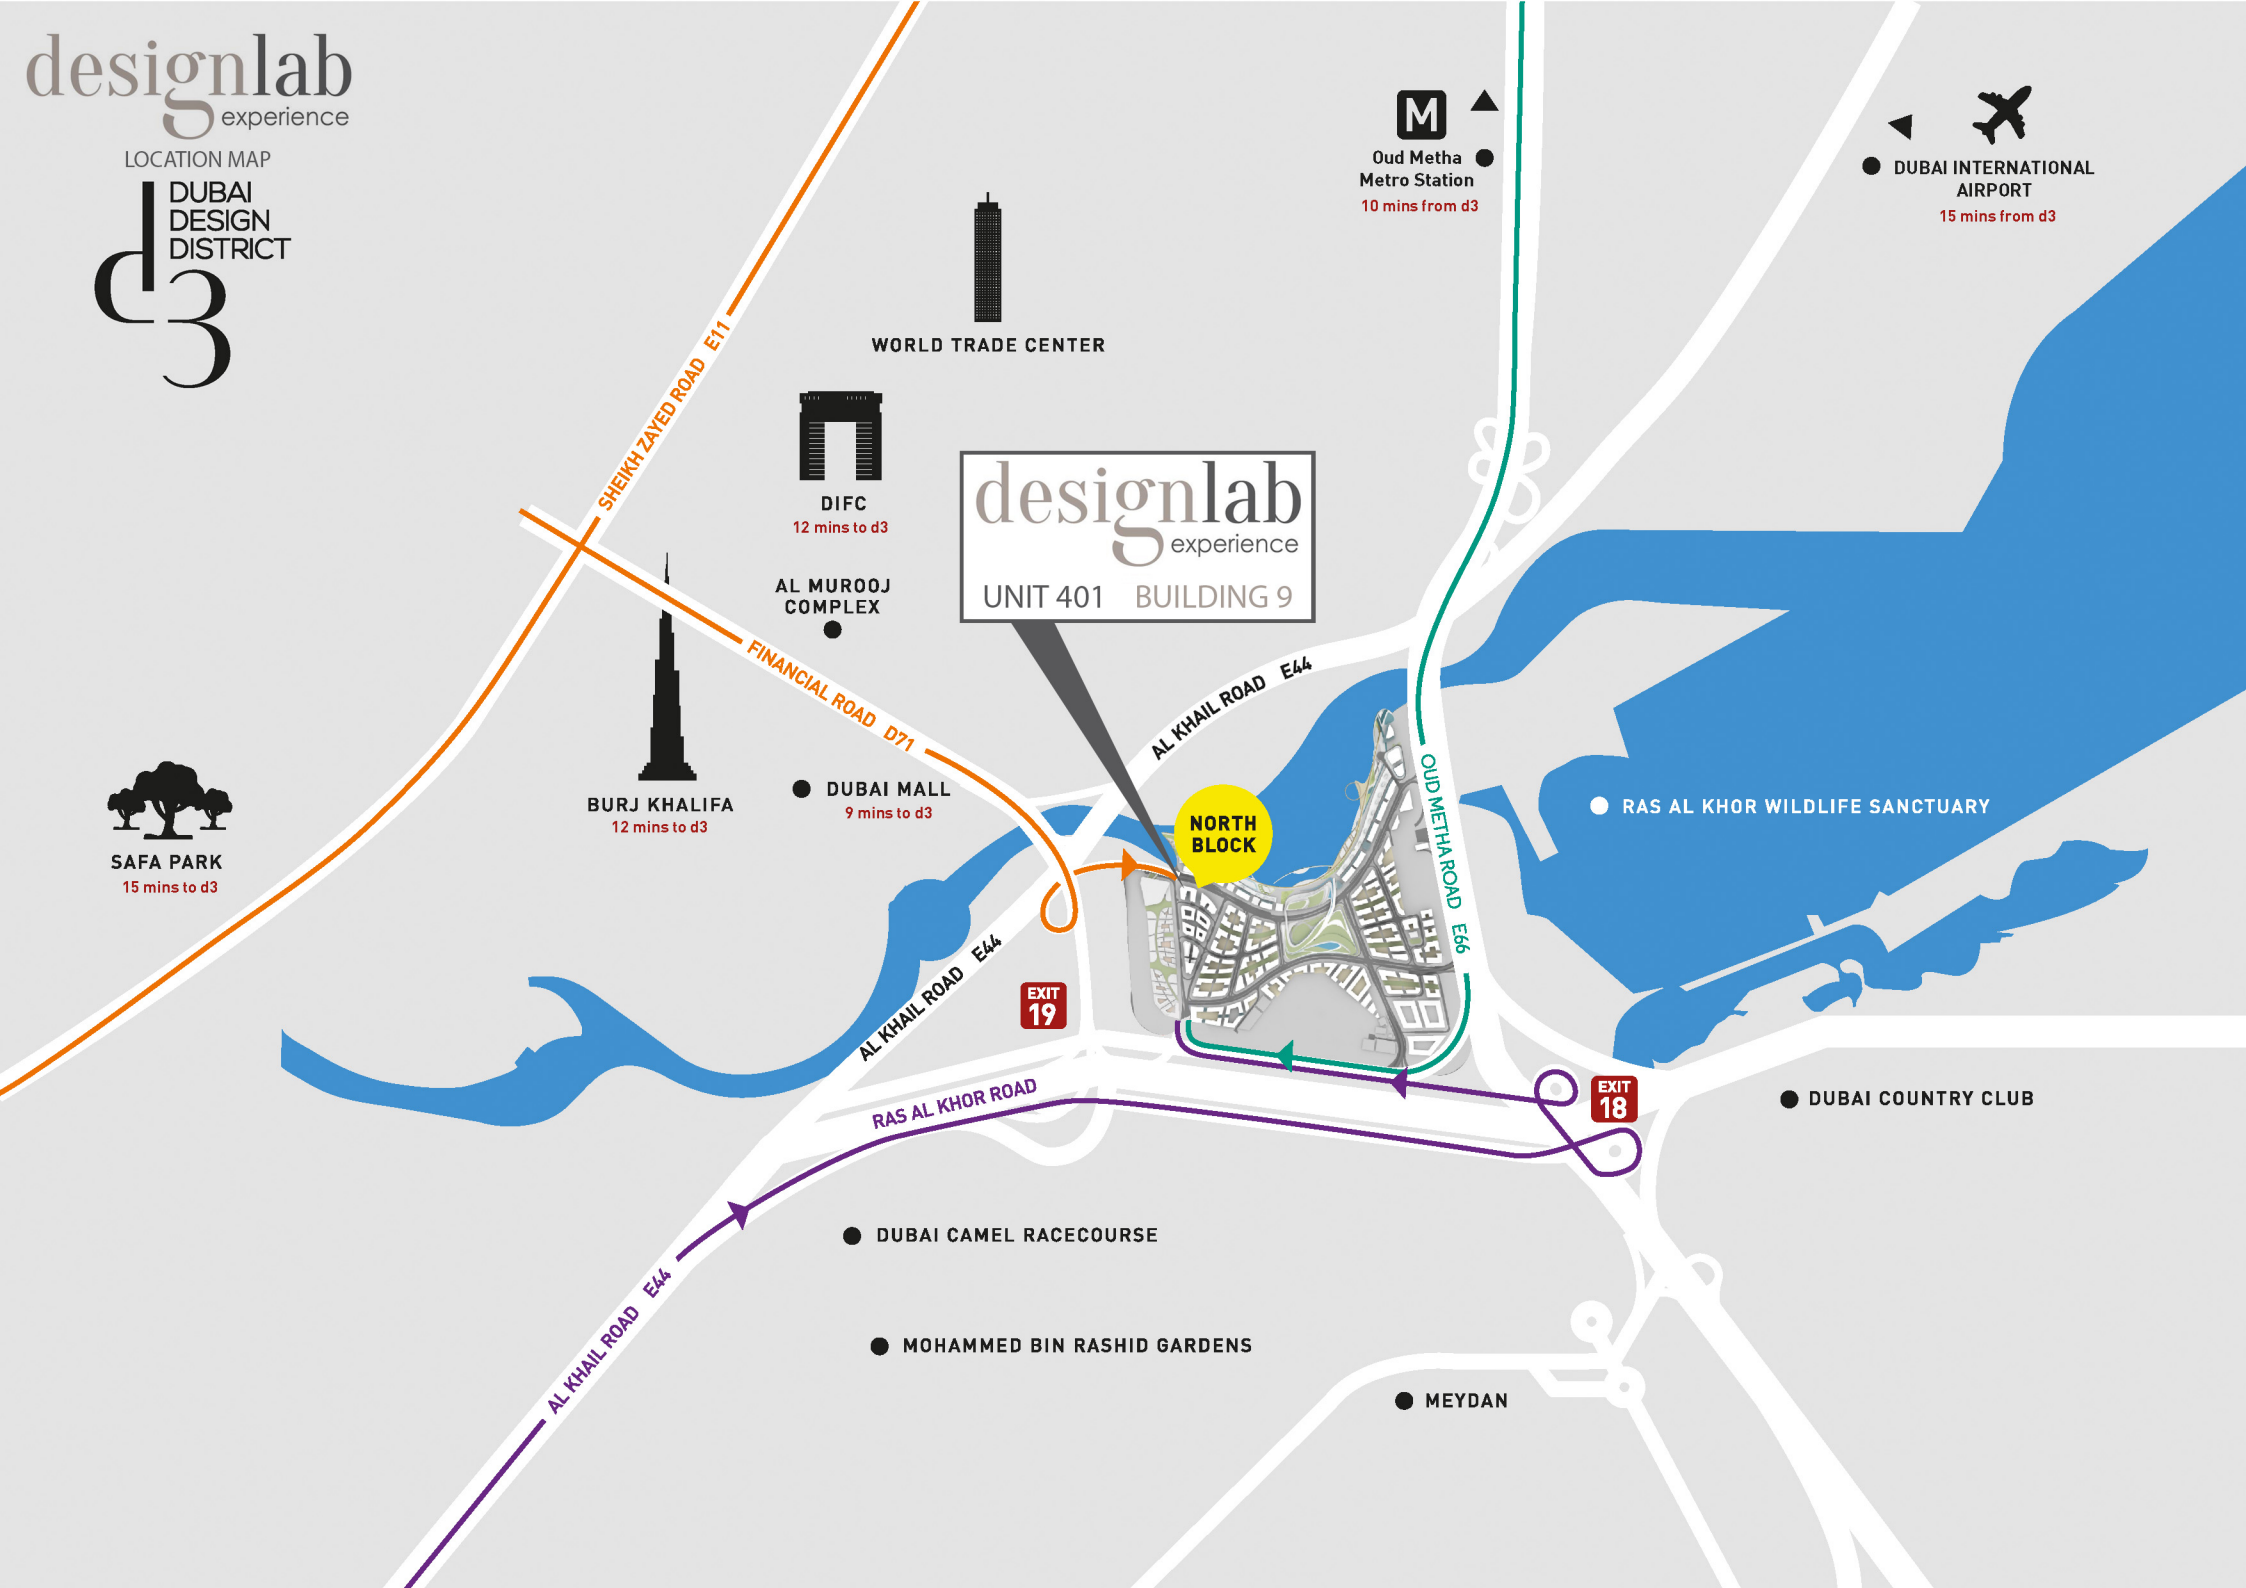 designlab
experience
LOCATION MAP
DUBAI
DESIGN
DISTRICT
d3
M
Oud Metha
Metro Station
10 mins from d3
DUBAI INTERNATIONAL
AIRPORT
15 mins from d3
WORLD TRADE CENTER
SHEIKH ZAYED ROAD E11
DIFC
12 mins to d3
designlab
experience
UNIT 401 BUILDING 9
AL MUROOJ
COMPLEX
FINANCIAL ROAD D71
AL KHAIL ROAD E44
BURJ KHALIFA
12 mins to d3
DUBAI MALL
9 mins to d3
NORTH
BLOCK
OUD METHA ROAD E66
RAS AL KHOR WILDLIFE SANCTUARY
SAFA PARK
15 mins to d3
AL KHAIL ROAD E44
EXIT
19
RAS AL KHOR ROAD
EXIT
18
DUBAI COUNTRY CLUB
DUBAI CAMEL RACECOURSE
AL KHAIL ROAD E44
MOHAMMED BIN RASHID GARDENS
MEYDAN